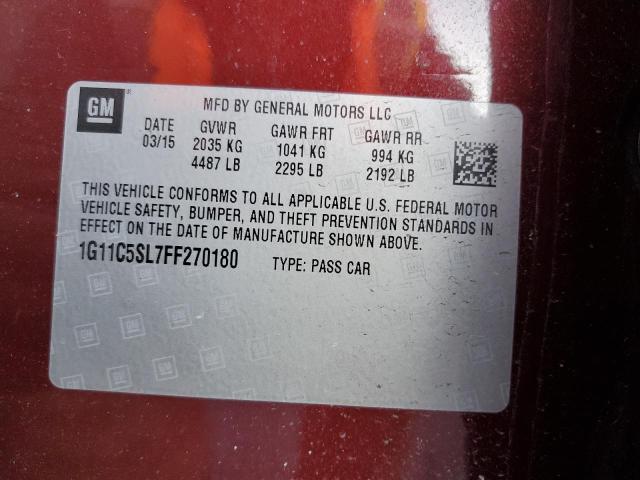 GM® MFD BY GENERAL MOTORS LLC
DATE GVWR GAWR FRT GAWR RR
03/15 2035 KG 1041 KG 994 KG
4487 LB 2295 LB 2192 LB
THIS VEHICLE CONFORMS TO ALL APPLICABLE U.S. FEDERAL MOTOR
VEHICLE SAFETY, BUMPER, AND THEFT PREVENTION STANDARDS IN
EFFECT ON THE DATE OF MANUFACTURE SHOWN ABOVE.
1G11C5SL7FF270180 TYPE: PASS CAR